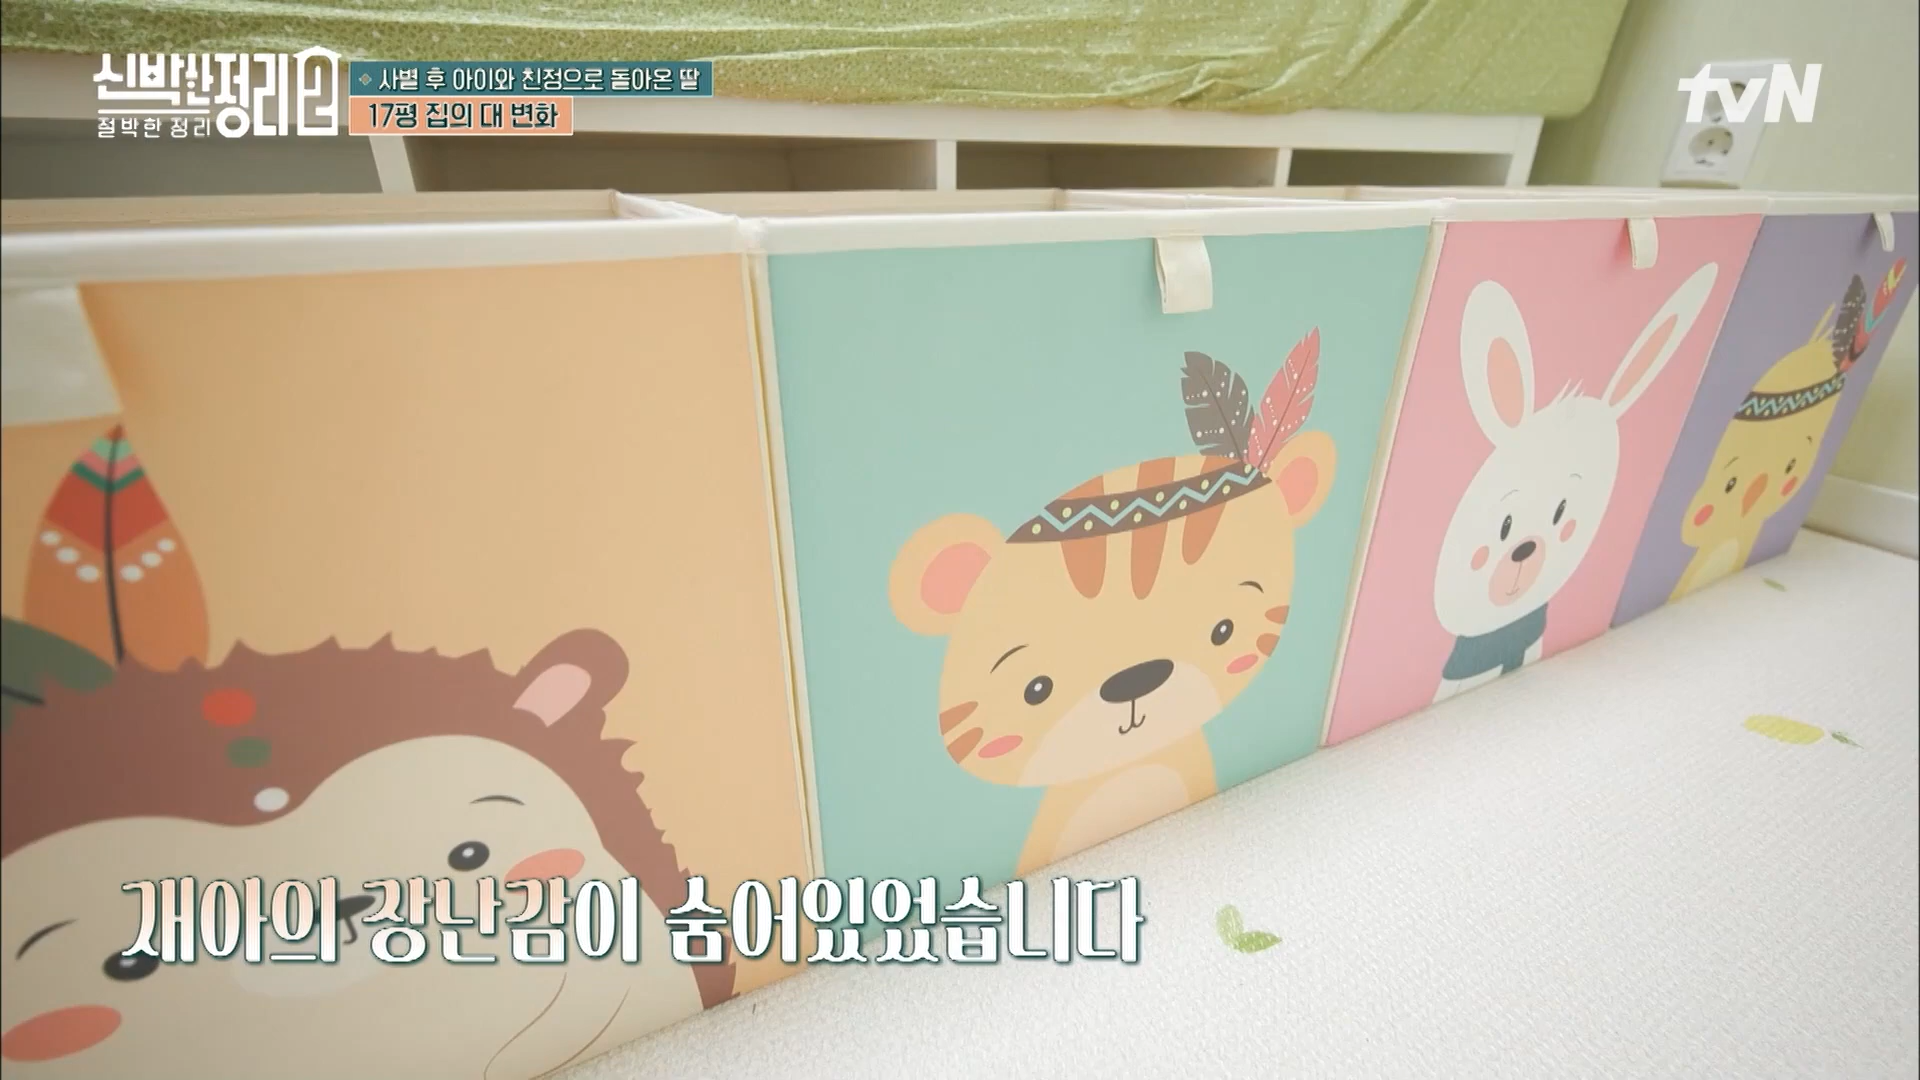 신박한정리2
절박한 정리
사별 후 아이와 친정으로 돌아온 딸
17평 집의 대 변화
tvN
재아의 장난감이 숨어있었습니다